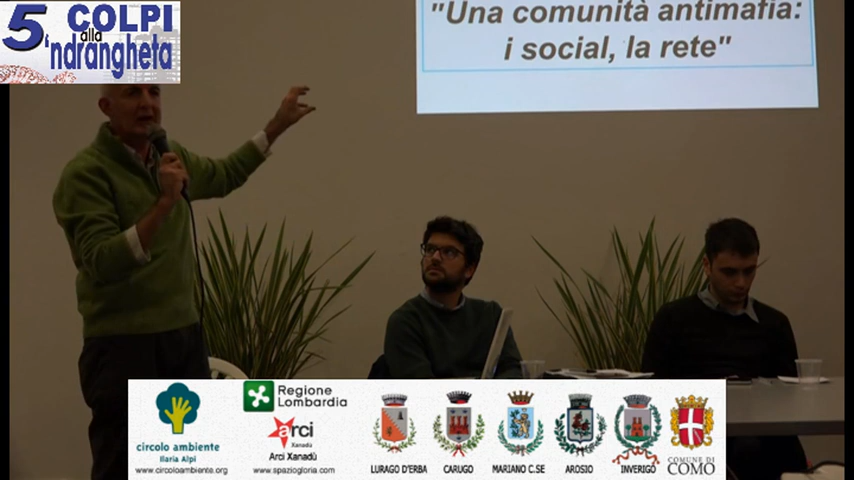 5 COLPI
alla
'ndrangheta
"Una comunità antimafia:
i social, la rete"
circolo ambiente
Ilaria Alpi
www.circoloambiente.org
Regione
Lombardia
arci
Xanadù
Arci Xanadù
www.spaziogloria.com
LURAGO D'ERBA
CARUGO
MARIANO C.SE
AROSIO
INVERIGO
COMUNE DI
COMO